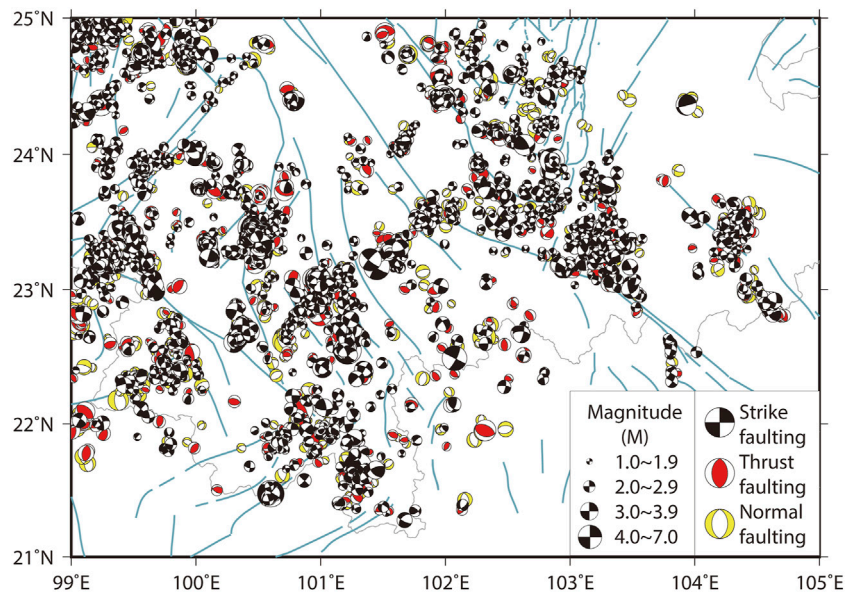 25°N
24°N
23°N
22°N
21°N
99°E
100°E
101°E
102°E
103°E
104°E
105°E
Magnitude
(M)
1.0~1.9
2.0~2.9
3.0~3.9
4.0~7.0
Strike
faulting
Thrust
faulting
Normal
faulting